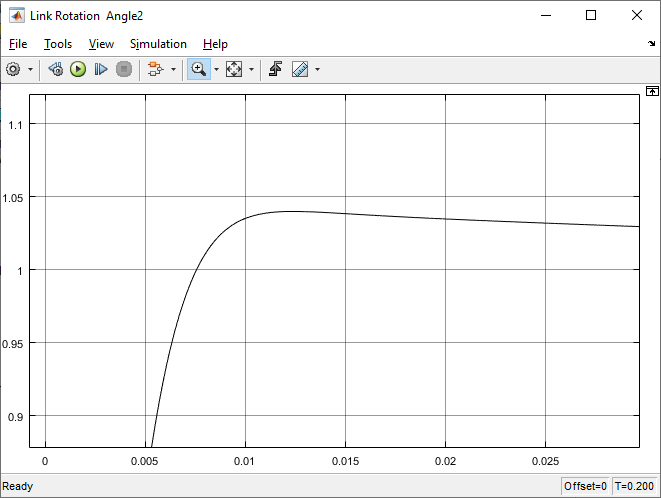 Link Rotation Angle2
File Tools View Simulation Help
1.1
1.05
1
0.95
0.9
0 0.005 0.01 0.015 0.02 0.025
Ready Offset=0 T=0.200